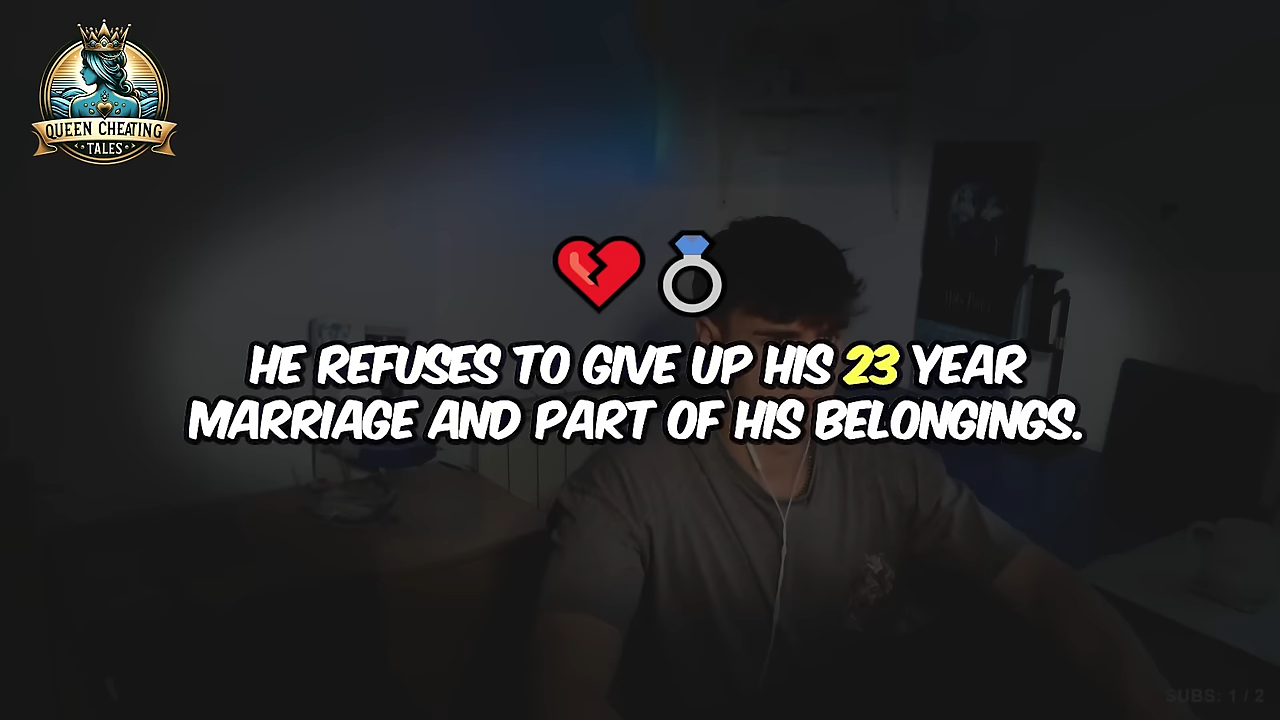 QUEEN CHEATING
TALES
HE REFUSES TO GIVE UP HIS 23 YEAR
MARRIAGE AND PART OF HIS BELONGINGS.
SUBS: 1 / 2